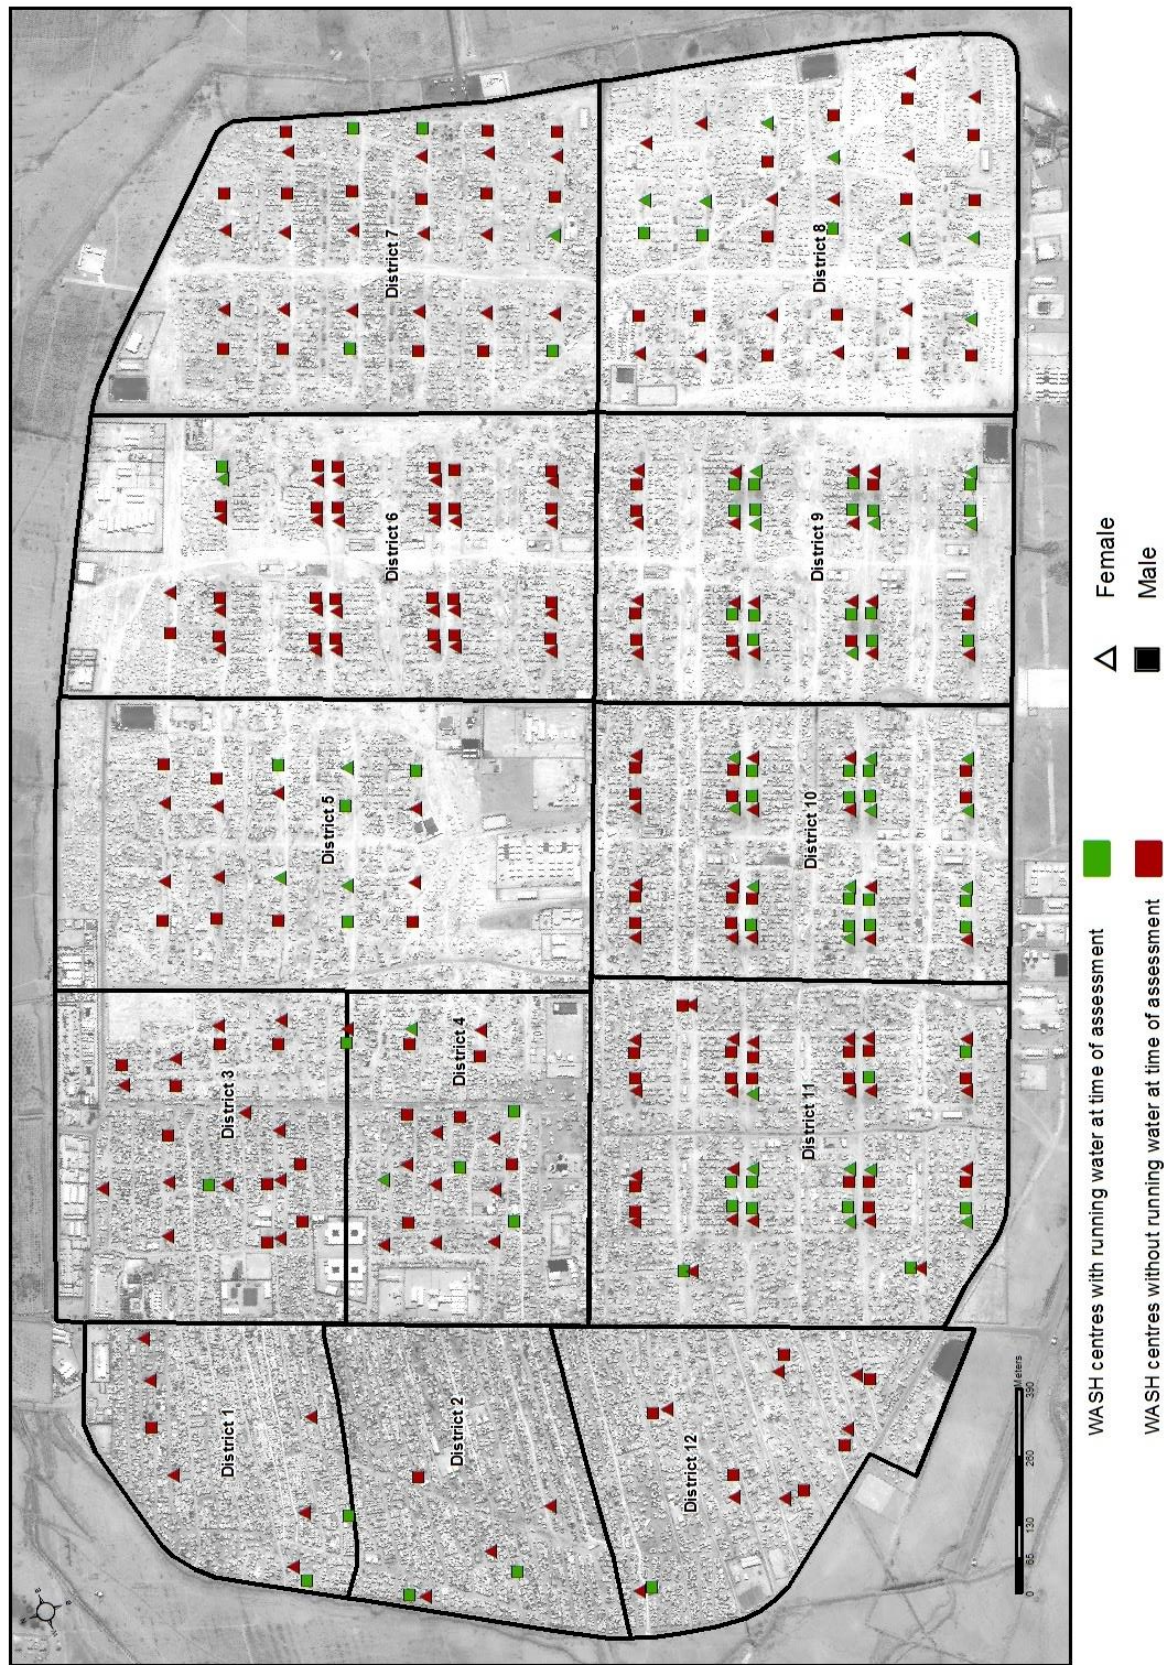 District 1
District 2
District 3
District 4
District 5
District 6
District 7
District 8
District 9
District 10
District 11
District 12
0 65 130 260 390
Meters
WASH centres with running water at time of assessment
WASH centres without running water at time of assessment
Female
Male